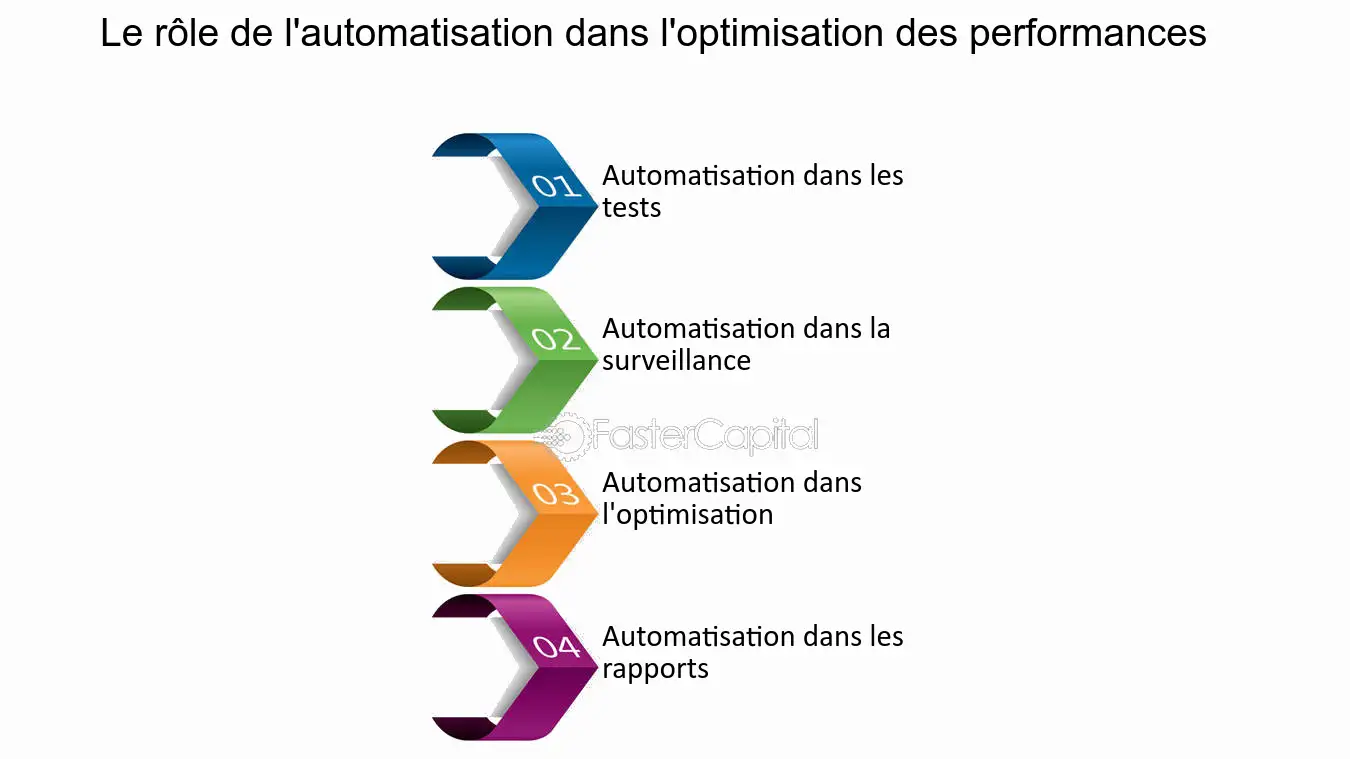 Le rôle de l'automatisation dans l'optimisation des performances
01
Automatisation dans les
tests
02
Automatisation dans la
surveillance
FasterCapital
03
Automatisation dans
l'optimisation
04
Automatisation dans les
rapports